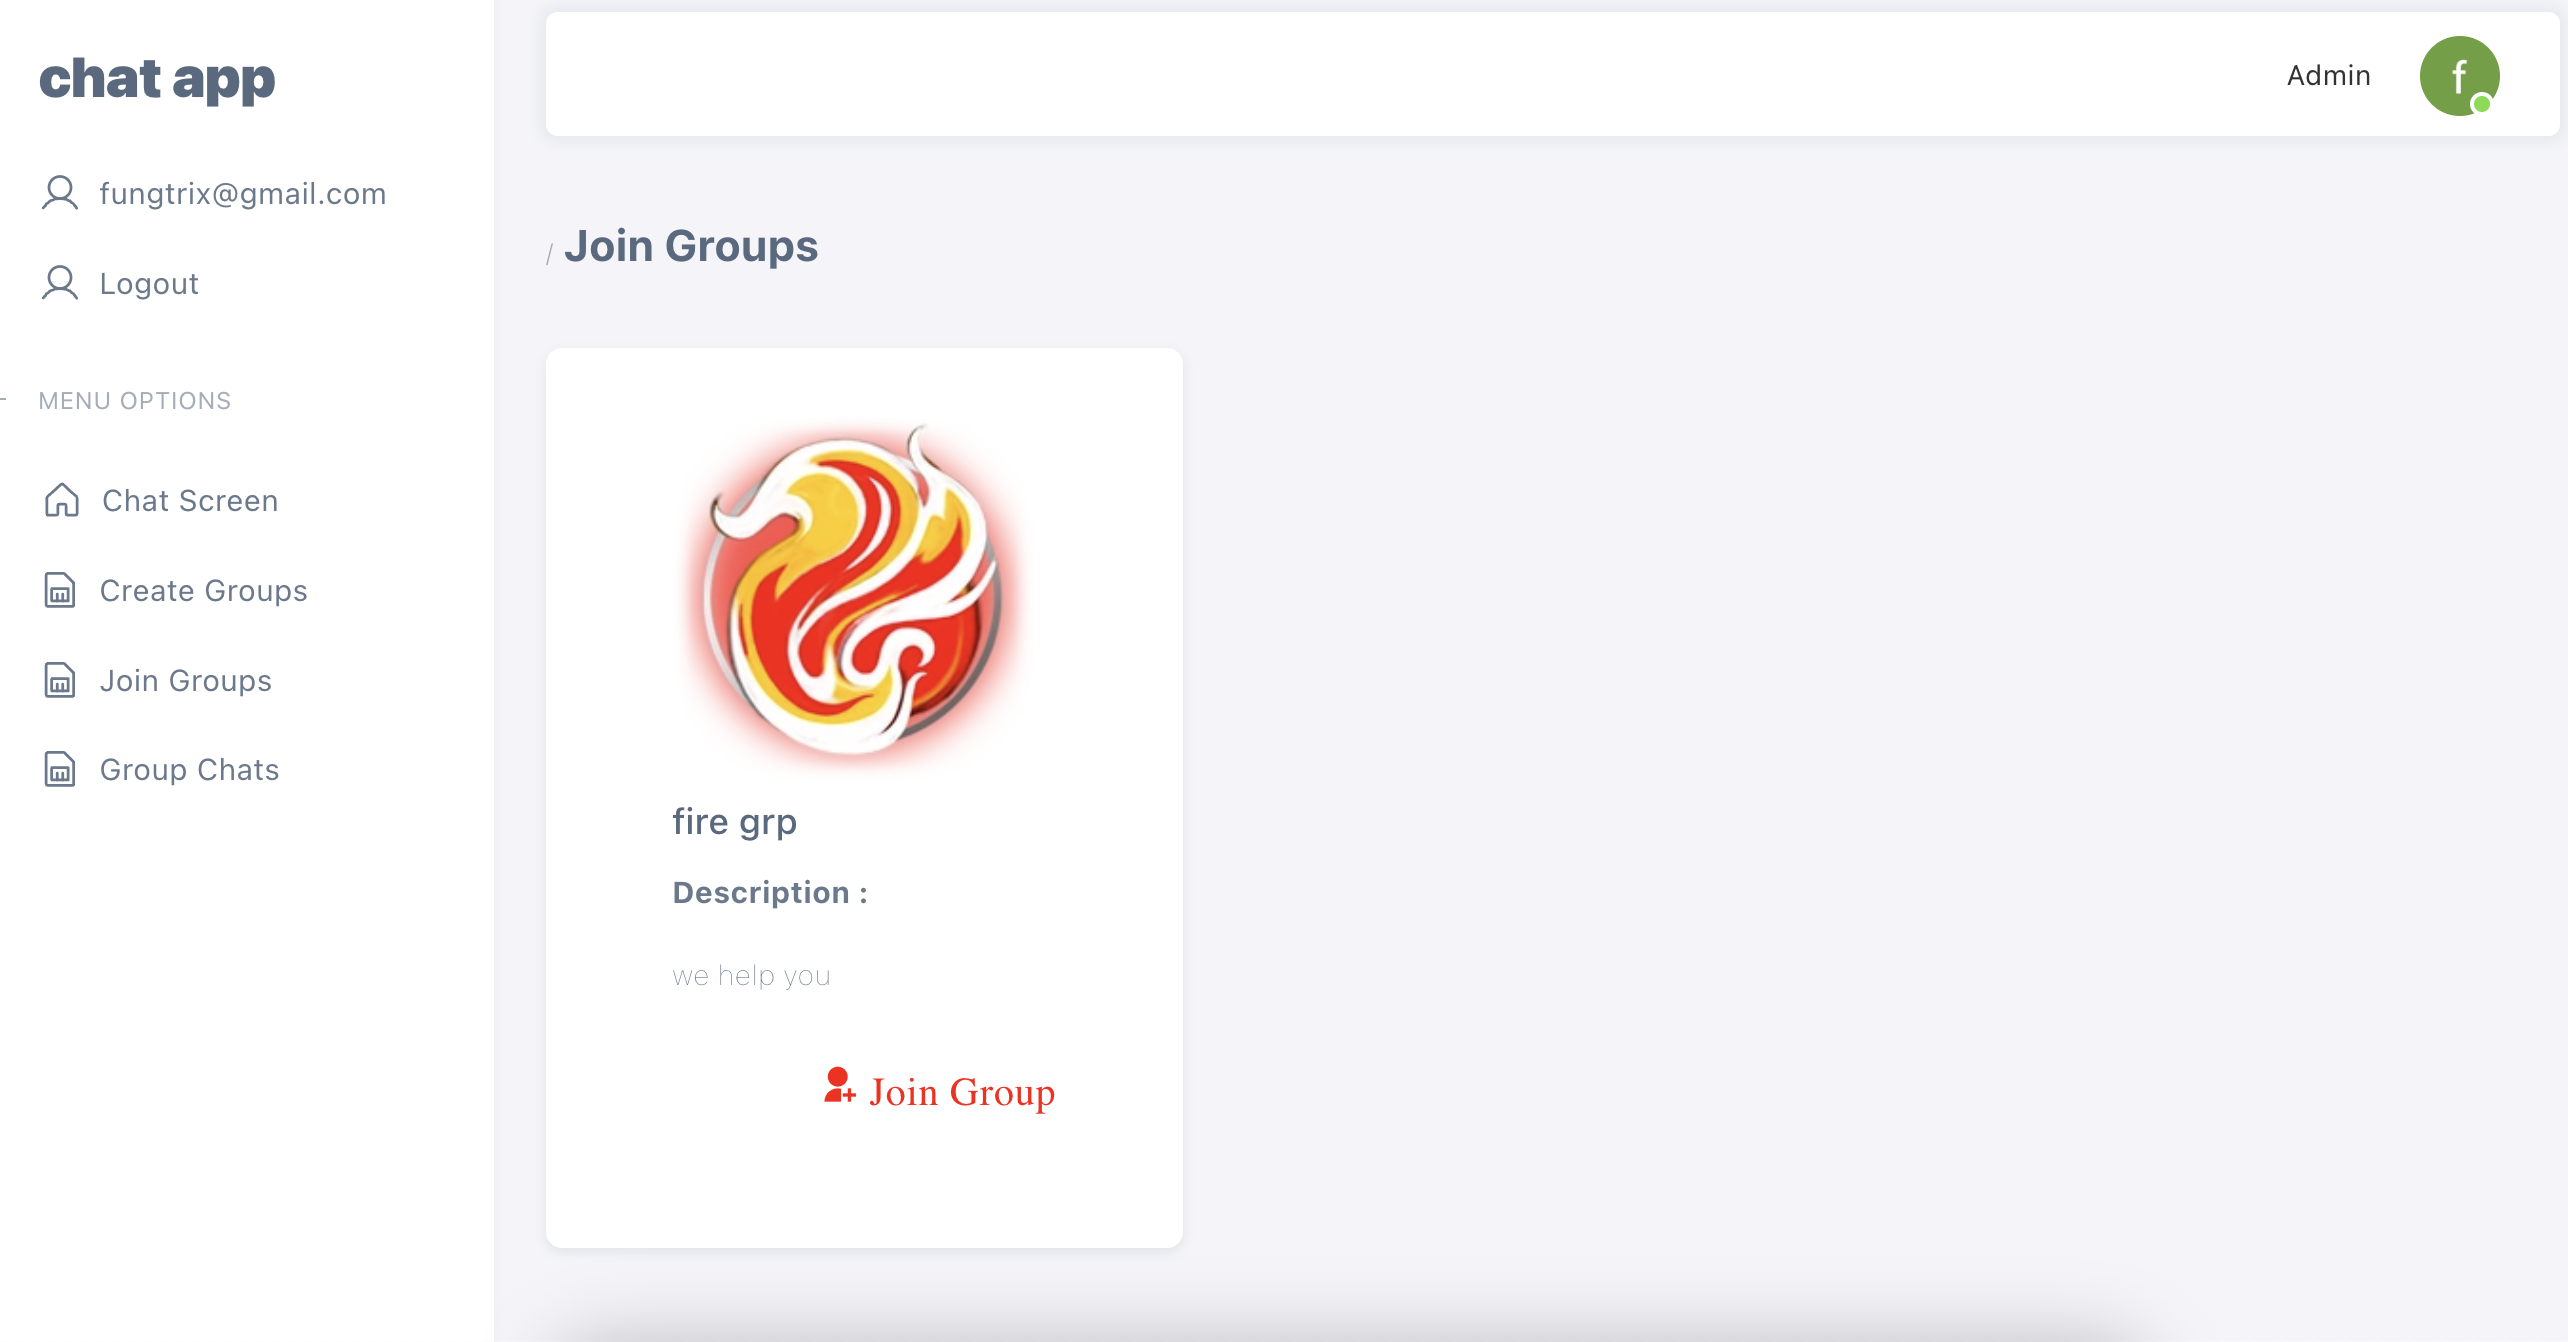 chat app
fungtrix@gmail.com
Logout
MENU OPTIONS
Chat Screen
Create Groups
Join Groups
Group Chats
Admin
f
/ Join Groups
fire grp
Description :
we help you
Join Group